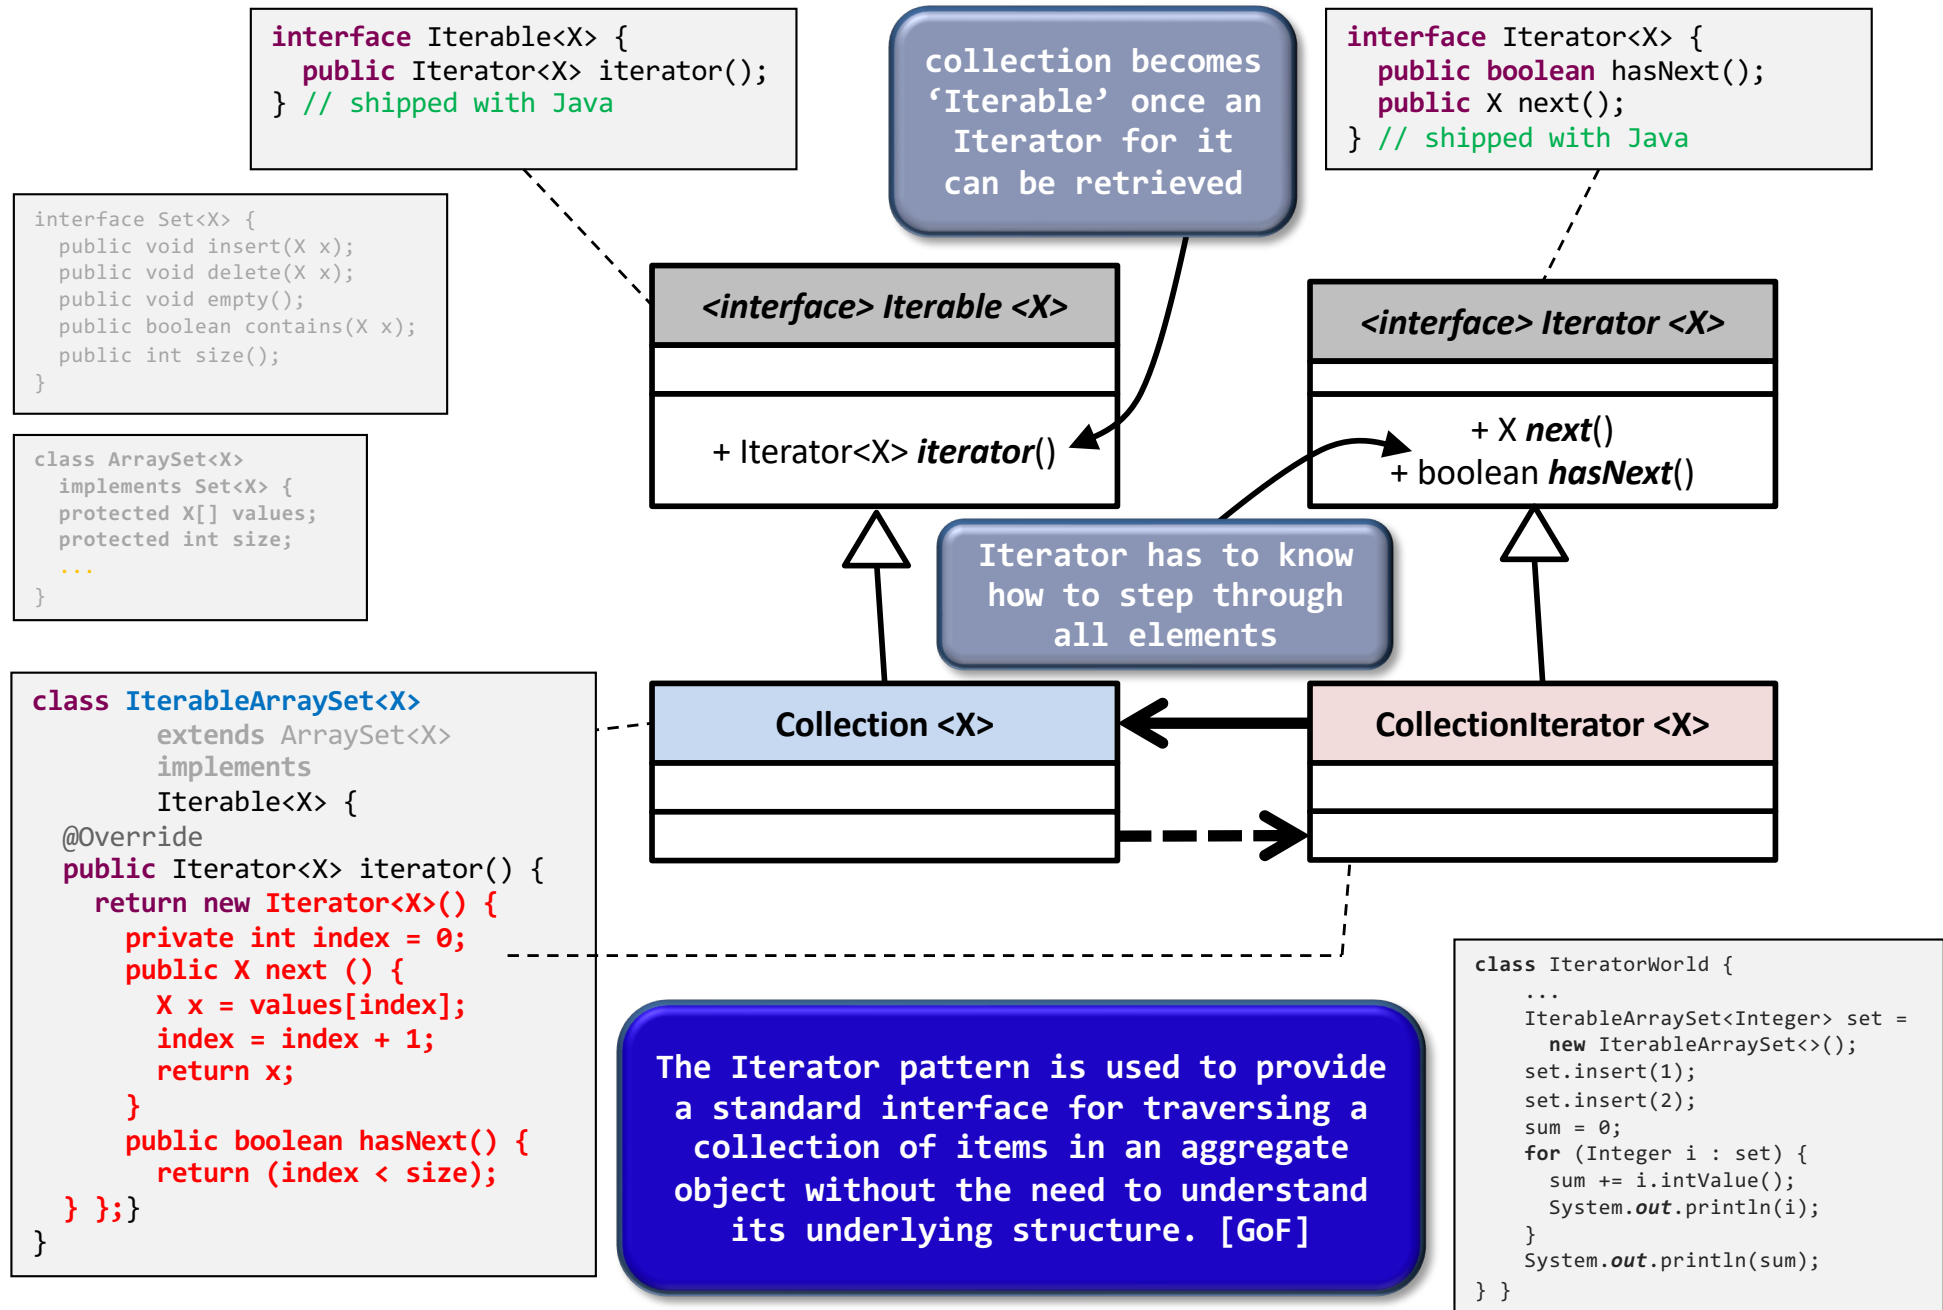 interface Iterable<X> {
public Iterator<X> iterator();
} // shipped with Java
collection becomes
‘Iterable’ once an
Iterator for it
can be retrieved
interface Iterator<X> {
public boolean hasNext();
public X next();
} // shipped with Java
interface Set<X> {
public void insert(X x);
public void delete(X x);
public void empty();
public boolean contains(X x);
public int size();
}
<interface> Iterable <X>
+ Iterator<X> iterator()
<interface> Iterator <X>
+ X next()
+ boolean hasNext()
class ArraySet<X>
implements Set<X> {
protected X[] values;
protected int size;
...
}
Iterator has to know
how to step through
all elements
class IterableArraySet<X>
extends ArraySet<X>
implements
Iterable<X> {
@Override
public Iterator<X> iterator() {
return new Iterator<X>() {
private int index = 0;
public X next () {
X x = values[index];
index = index + 1;
return x;
}
public boolean hasNext() {
return (index < size);
} };}
}
Collection <X>
CollectionIterator <X>
The Iterator pattern is used to provide
a standard interface for traversing a
collection of items in an aggregate
object without the need to understand
its underlying structure. [GoF]
class IteratorWorld {
...
IterableArraySet<Integer> set =
new IterableArraySet<>();
set.insert(1);
set.insert(2);
sum = 0;
for (Integer i : set) {
sum += i.intValue();
System.out.println(i);
}
System.out.println(sum);
} }